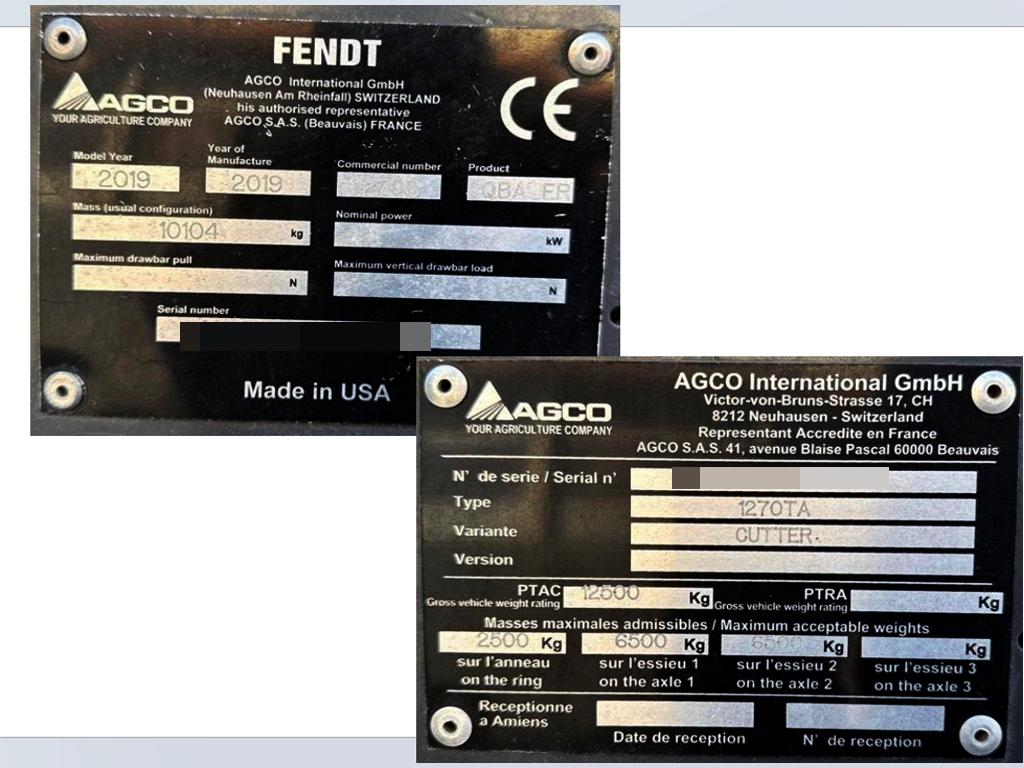 FENDT
AGCO International GmbH
(Neuhausen Am Rheinfall) SWITZERLAND
his authorised representative
AGCO S.A.S. (Beauvais) FRANCE
AGCO
YOUR AGRICULTURE COMPANY
CE
Model Year
Year of
Manufacture
Commercial number
Product
2019
2019
QBALER
Mass (usual configuration)
Nominal power
10104 kg
kW
Maximum drawbar pull
Maximum vertical drawbar load
N
N
Serial number
Made in USA
AGCO
YOUR AGRICULTURE COMPANY
AGCO International GmbH
Victor-von-Bruns-Strasse 17, CH
8212 Neuhausen - Switzerland
Representant Accredite en France
AGCO S.A.S. 41, avenue Blaise Pascal 60000 Beauvais
N' de serie / Serial n'
Type 1270TA
Variante CUTTER
Version
PTAC 12500 Kg
Gross vehicle weight rating
PTRA Kg
Gross vehicle weight rating
Masses maximales admissibles / Maximum acceptable weights
2500 Kg 6500 Kg 6500 Kg Kg
sur l'anneau sur l'essieu 1 sur l'essieu 2 sur l'essieu 3
on the ring on the axle 1 on the axle 2 on the axle 3
Receptionne
a Amiens
Date de reception N' de reception